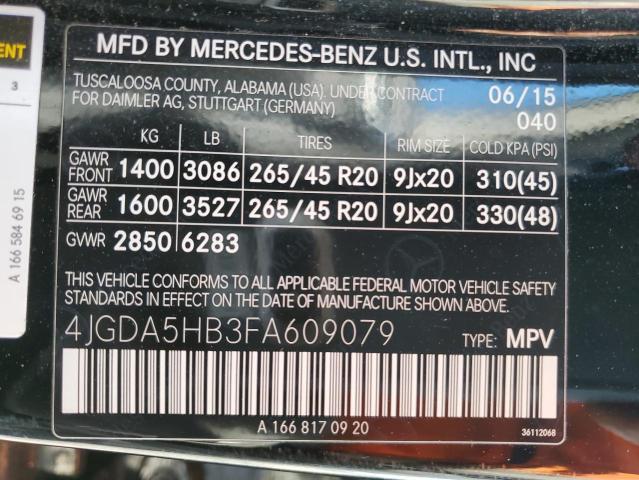 MFD BY MERCEDES-BENZ U.S. INTL., INC
TUSCALOOSA COUNTY, ALABAMA (USA). UNDER CONTRACT 06/15
FOR DAIMLER AG, STUTTGART (GERMANY) 040
KG LB TIRES RIM SIZE COLD KPA (PSI)
GAWR FRONT 1400 3086 265/45 R20 9Jx20 310(45)
GAWR REAR 1600 3527 265/45 R20 9Jx20 330(48)
GVWR 2850 6283
THIS VEHICLE CONFORMS TO ALL APPLICABLE FEDERAL MOTOR VEHICLE SAFETY
STANDARDS IN EFFECT ON THE DATE OF MANUFACTURE SHOWN ABOVE.
4JGDA5HB3FA609079 TYPE: MPV
A 166 817 09 20
36112068
3
A 166 584 69 15